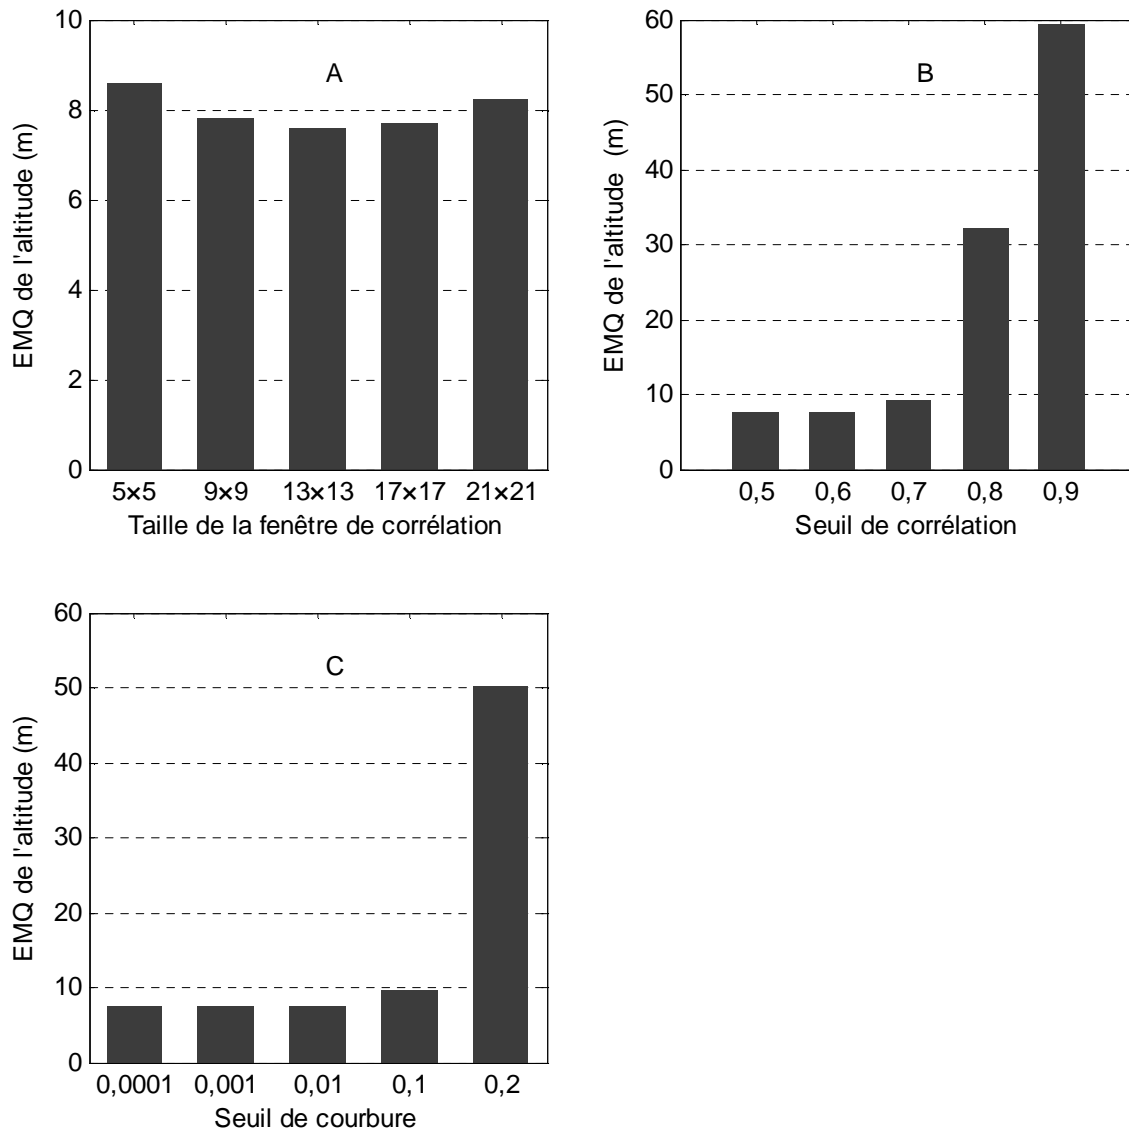 A
EMQ de l'altitude (m)
10
8
6
4
2
0
5×5 9×9 13×13 17×17 21×21
Taille de la fenêtre de corrélation
B
EMQ de l'altitude (m)
60
50
40
30
20
10
0
0,5 0,6 0,7 0,8 0,9
Seuil de corrélation
C
EMQ de l'altitude (m)
60
50
40
30
20
10
0
0,0001 0,001 0,01 0,1 0,2
Seuil de courbure